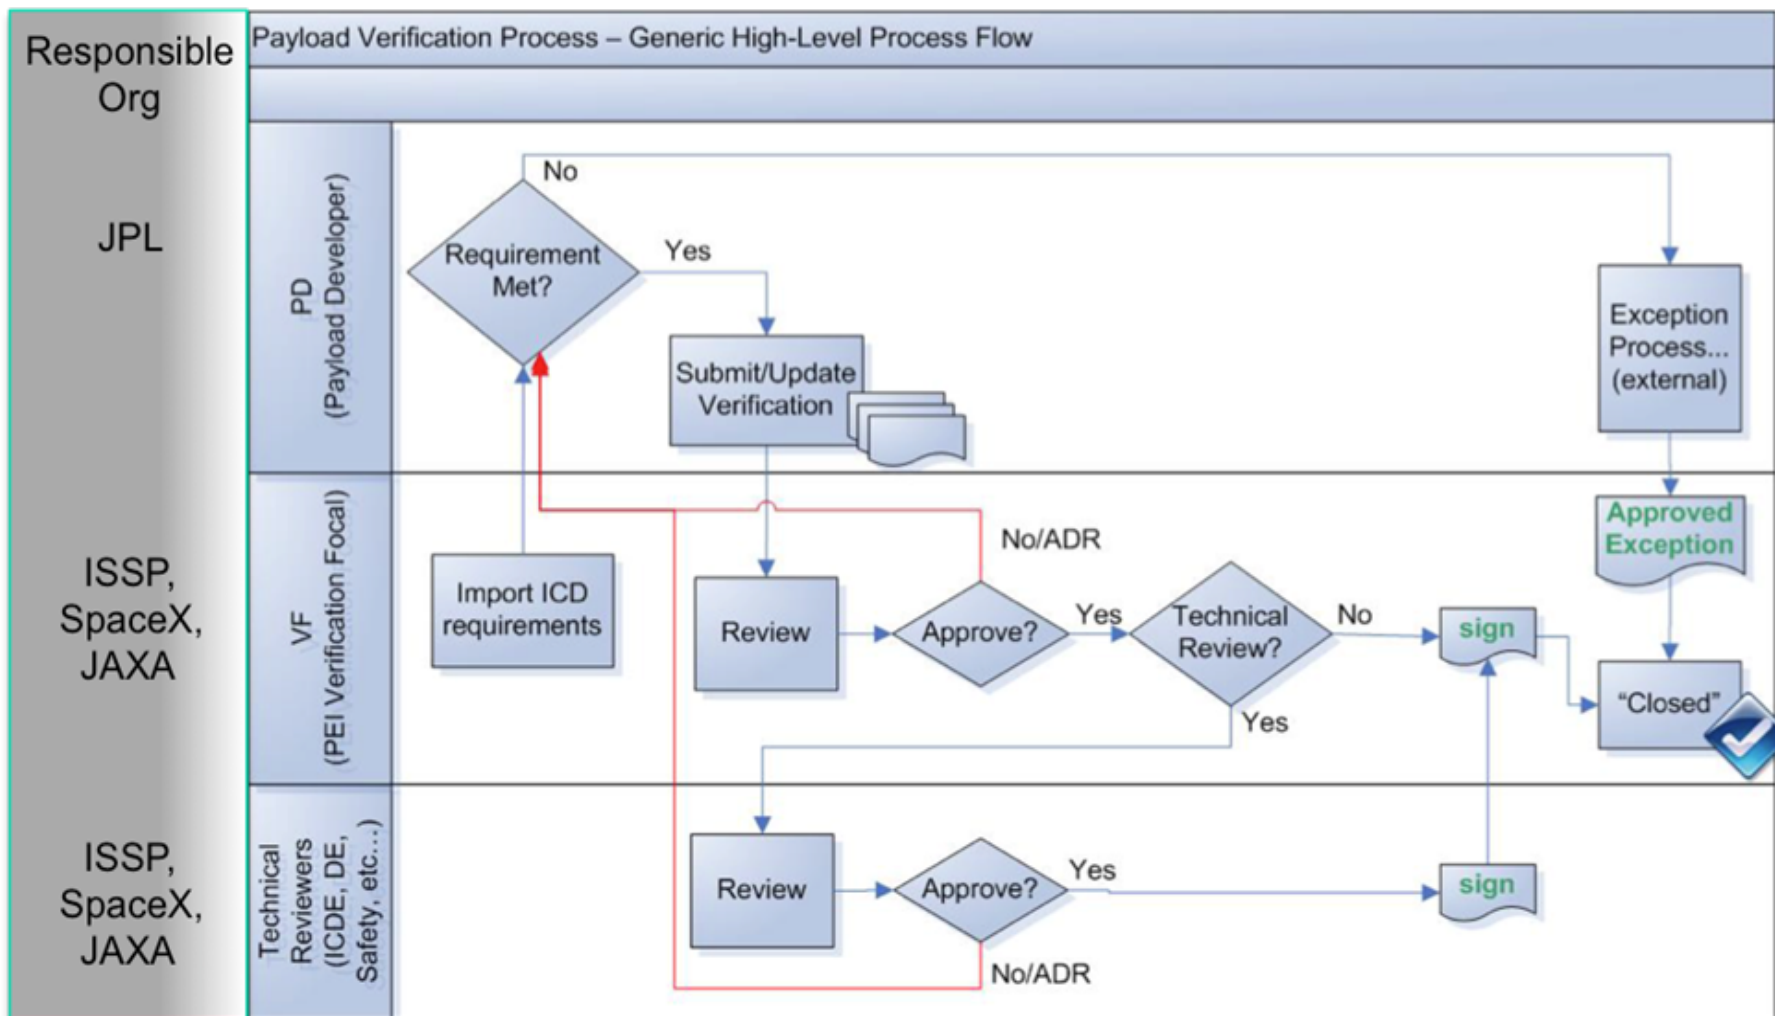 Responsible
Org
Payload Verification Process – Generic High-Level Process Flow
JPL
PD
(Payload Developer)
No
Requirement
Met?
Yes
Submit/Update
Verification
Exception
Process...
(external)
ISSP,
SpaceX,
JAXA
VF
(PEI Verification Focal)
Import ICD
requirements
Review
No/ADR
Approve?
Yes
Technical
Review?
No
Yes
sign
Approved
Exception
“Closed”
ISSP,
SpaceX,
JAXA
Technical
Reviewers
(ICDE, DE,
Safety, etc...)
Review
Approve?
Yes
No/ADR
sign